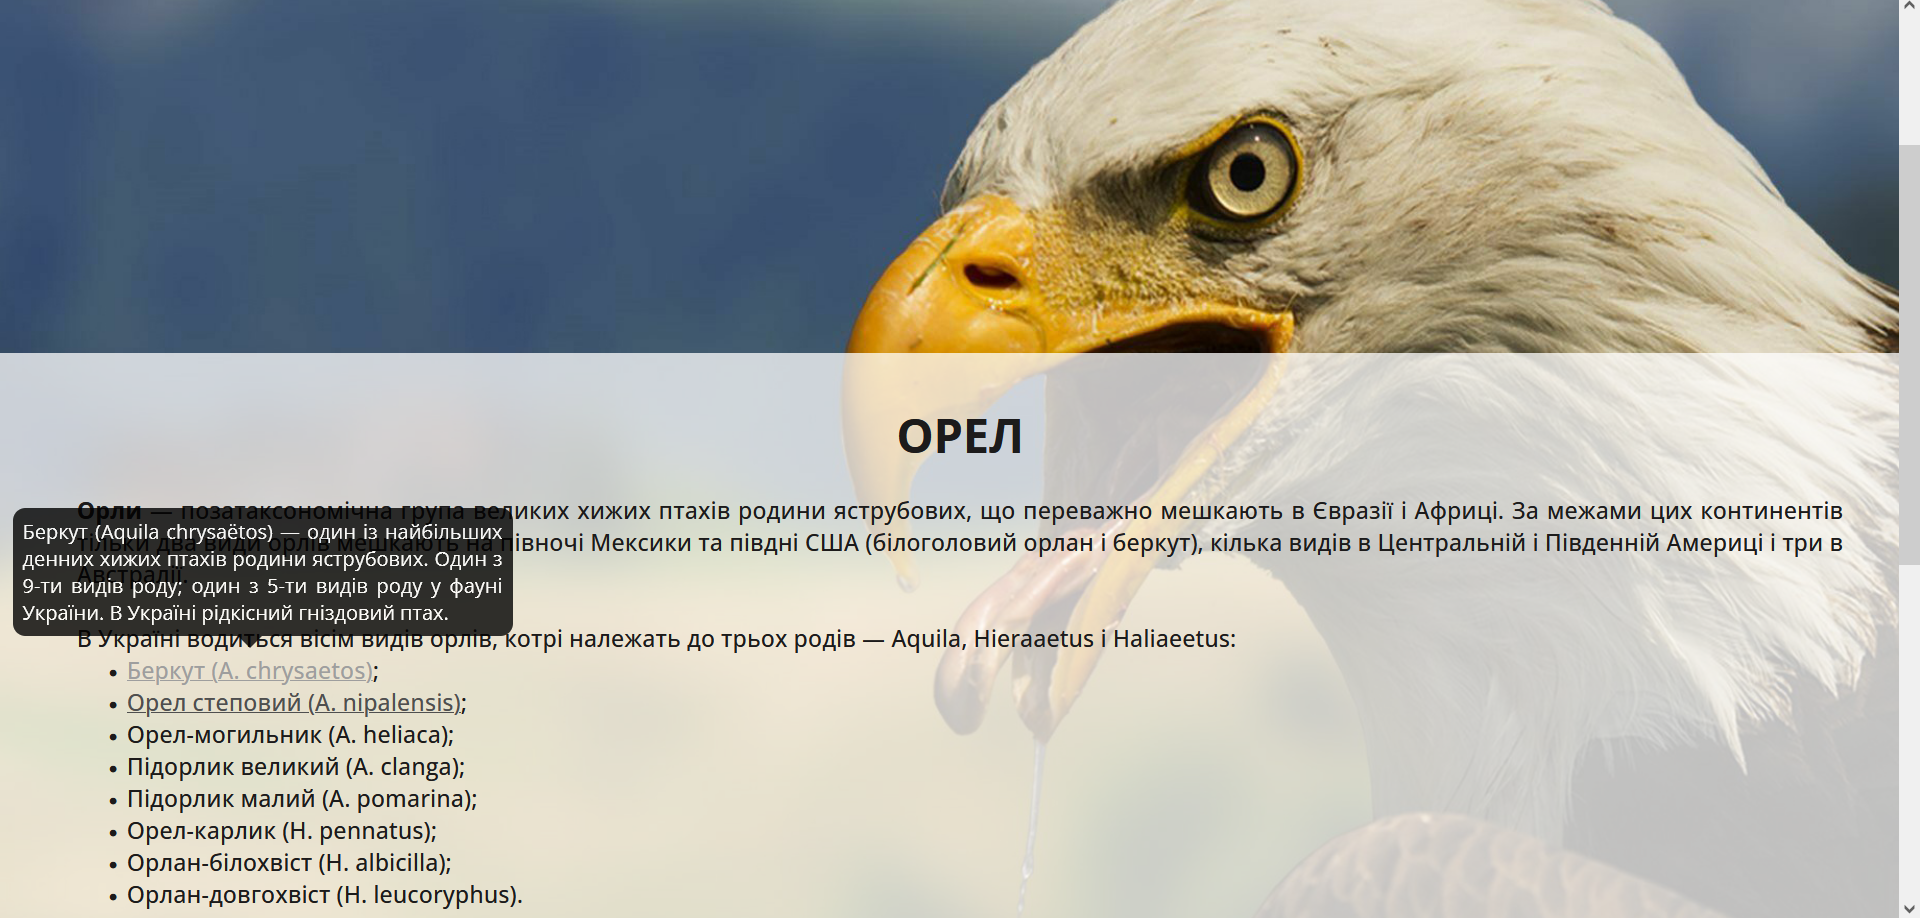 ОРЕЛ
Орли — позатаксономічна група великих хижих птахів родини яструбових, що переважно мешкають в Євразії і Африці. За межами цих континентів
тільки два види орлів мешкають на півночі Мексики та півдні США (білоголовий орлан і беркут), кілька видів в Центральній і Південній Америці і три в
Австралії.
Беркут (Aquila chrysaëtos) — один із найбільших
денних хижих птахів родини яструбових. Один з
9-ти видів роду; один з 5-ти видів роду у фауні
України. В Україні рідкісний гніздовий птах.
В Україні водиться вісім видів орлів, котрі належать до трьох родів — Aquila, Hieraaetus і Haliaeetus:
• Беркут (A. chrysaetos);
• Орел степовий (A. nipalensis);
• Орел-могильник (A. heliaca);
• Підорлик великий (A. clanga);
• Підорлик малий (A. pomarina);
• Орел-карлик (H. pennatus);
• Орлан-білохвіст (H. albicilla);
• Орлан-довгохвіст (H. leucoryphus).